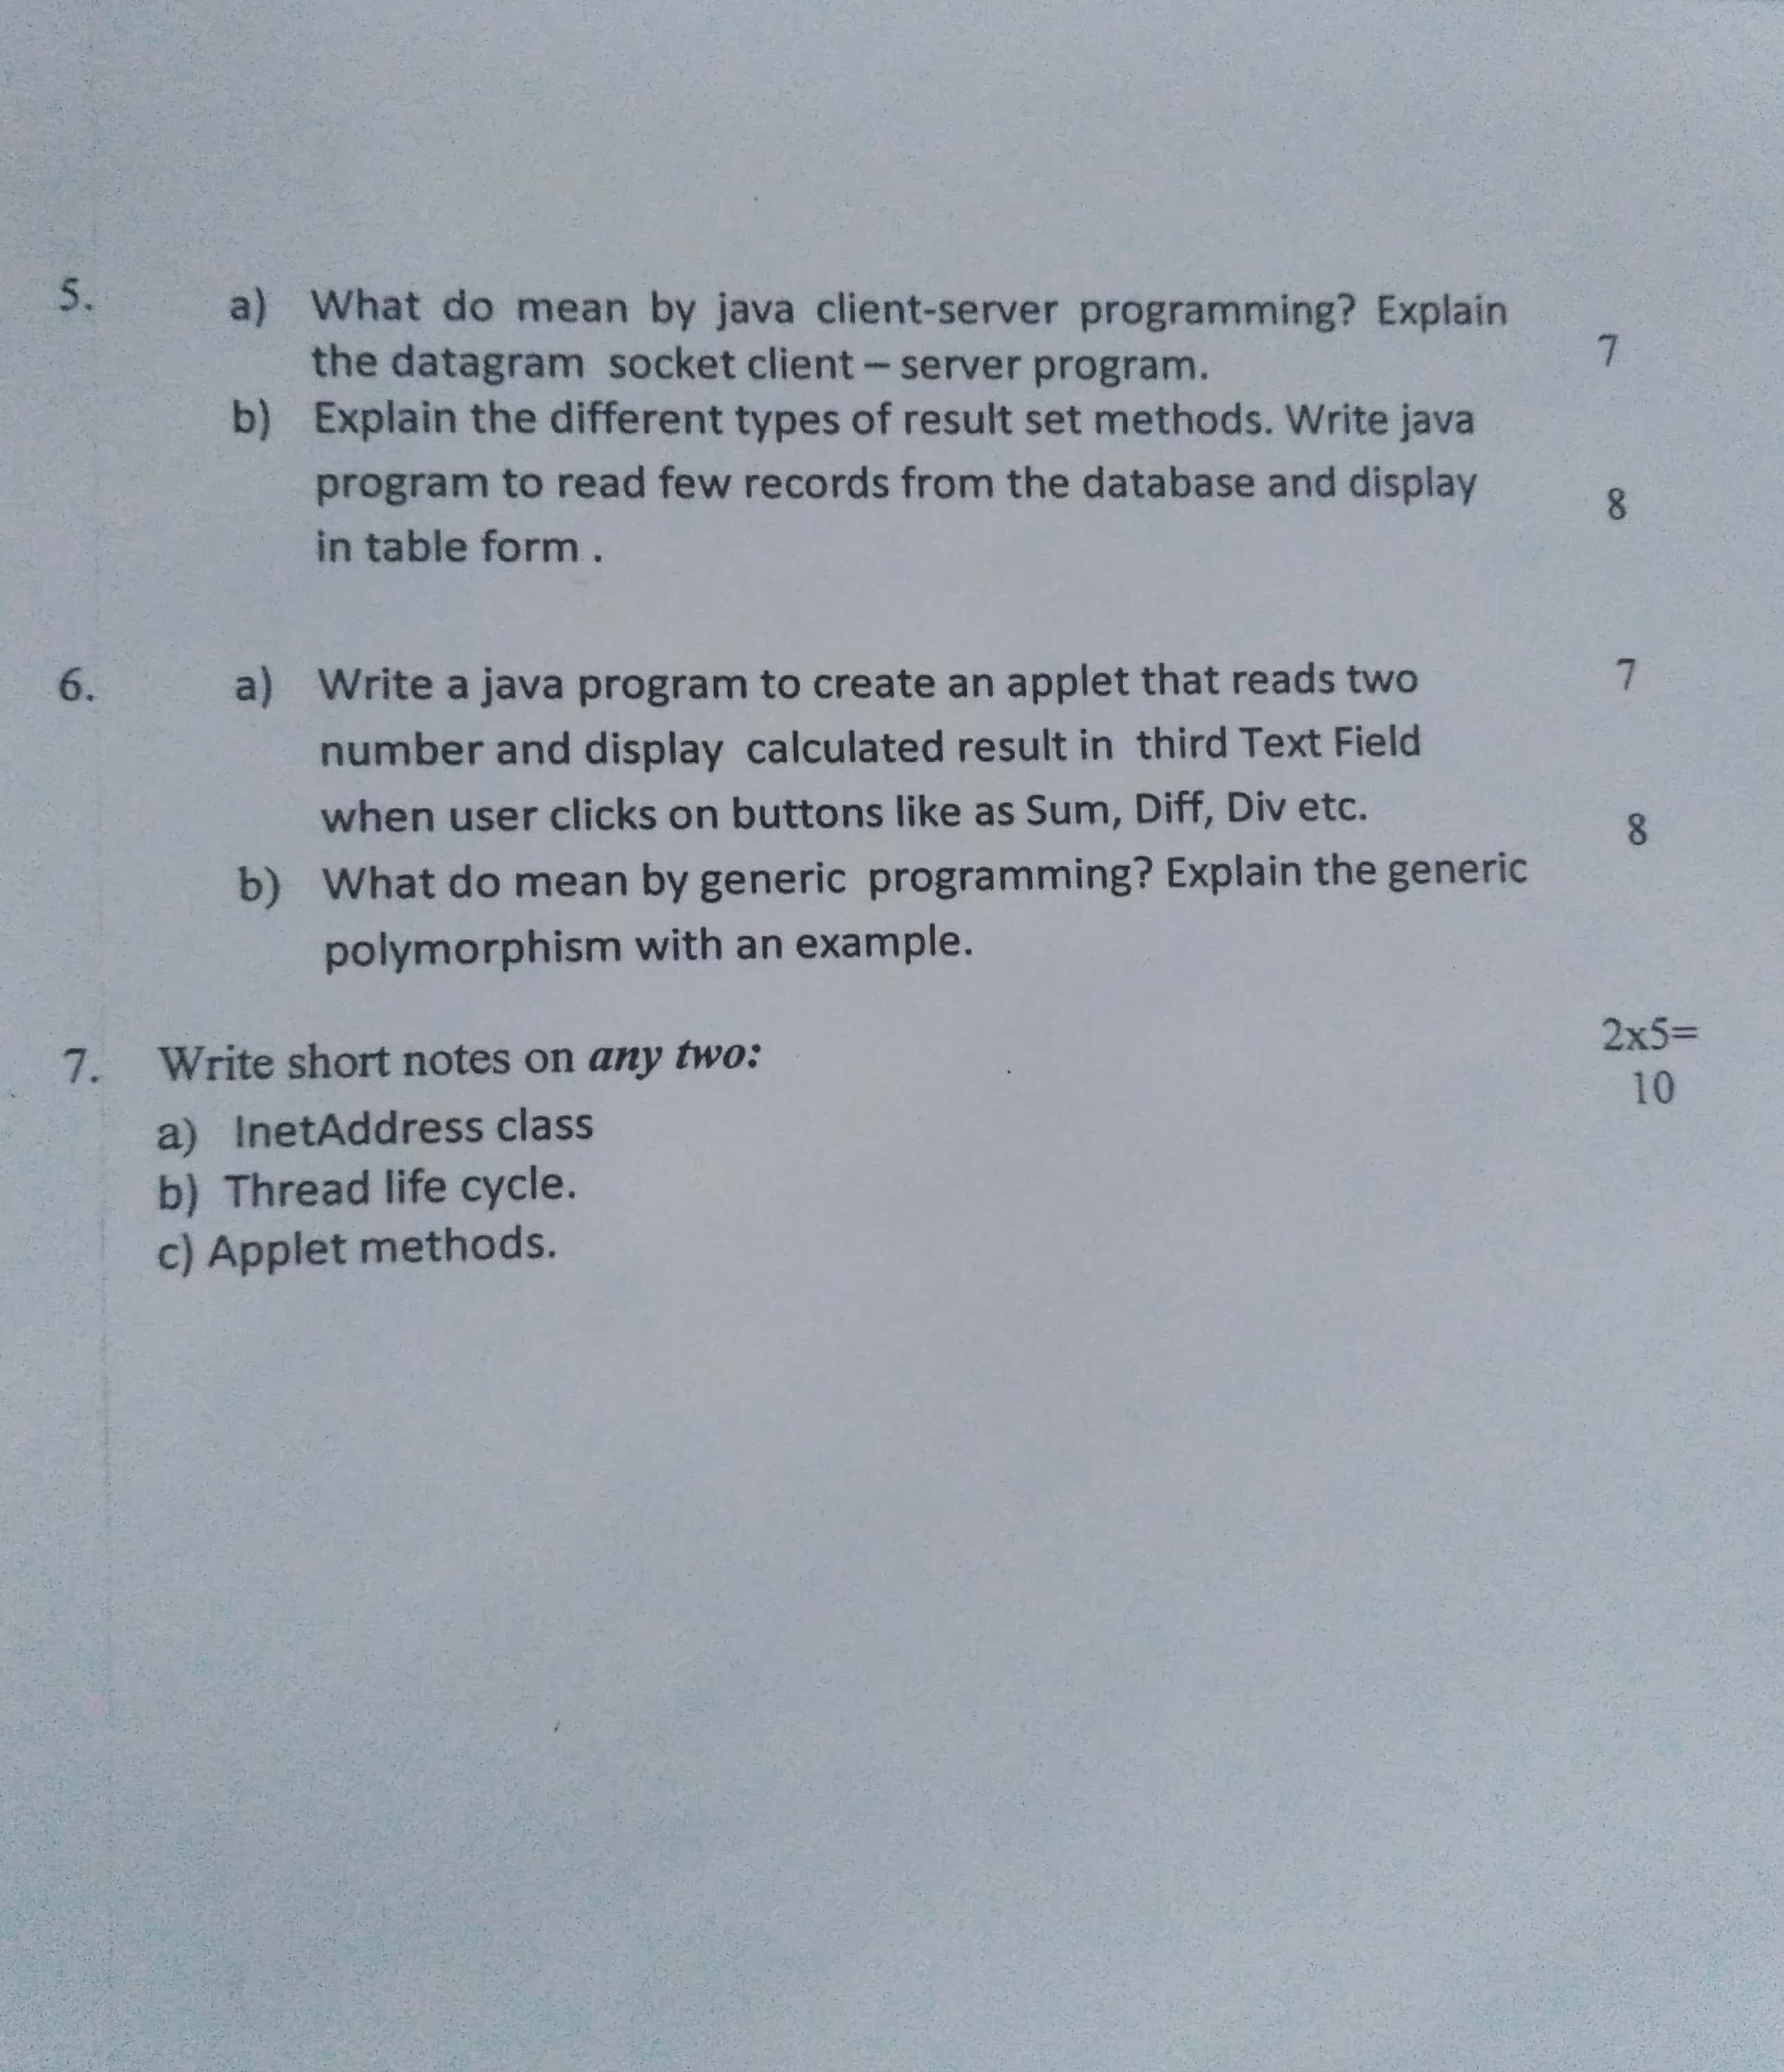 5. a) What do mean by java client-server programming? Explain
the datagram socket client – server program. 7
b) Explain the different types of result set methods. Write java
program to read few records from the database and display 8
in table form .
6. a) Write a java program to create an applet that reads two 7
number and display calculated result in third Text Field
when user clicks on buttons like as Sum, Diff, Div etc. 8
b) What do mean by generic programming? Explain the generic
polymorphism with an example.
7. Write short notes on any two: 2x5=
10
a) InetAddress class
b) Thread life cycle.
c) Applet methods.